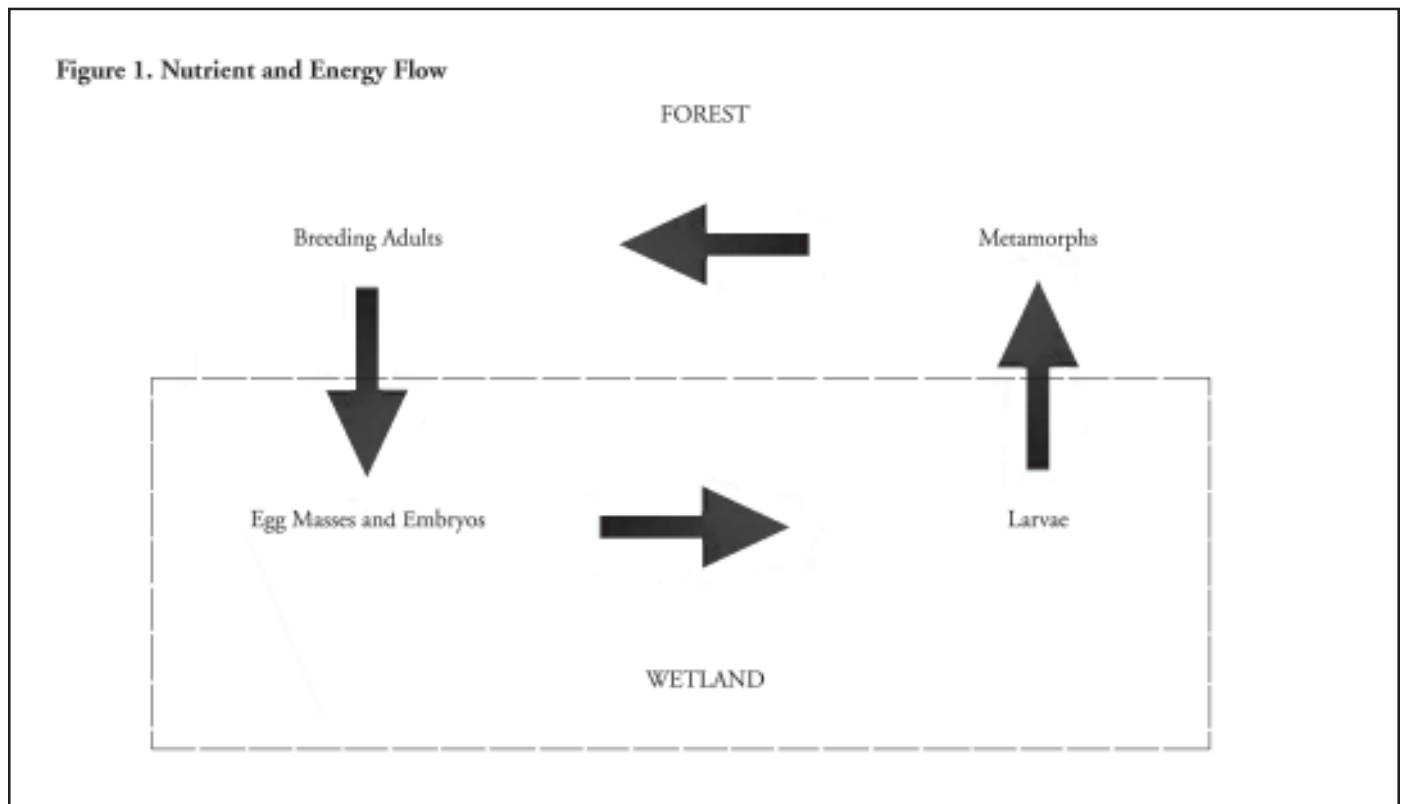 Figure 1. Nutrient and Energy Flow
FOREST
Breeding Adults
Metamorphs
Egg Masses and Embryos
Larvae
WETLAND